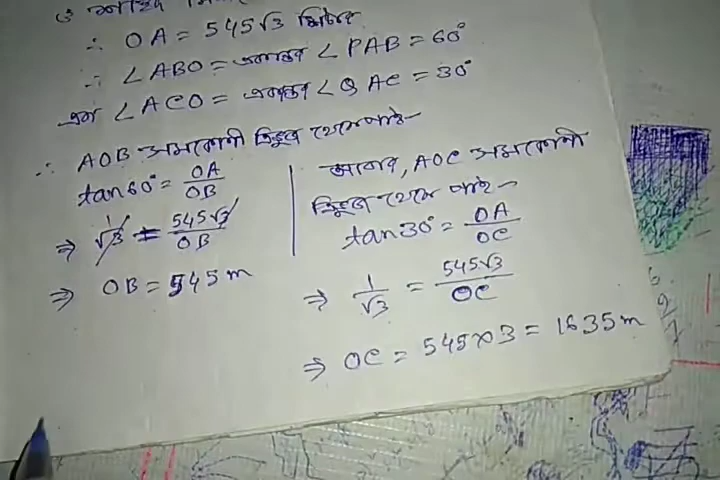 ∴ OA = 545√3 মিটার
∴ ∠ABO = একান্তর ∠PAB = 60°
এবং ∠ACO = একান্তর ∠QAC = 30°
∴ AOB সমকোণী ত্রিভুজ থেকে পাই-
tan60° = OA/OB
⇒ √3 = 545√3/OB
⇒ OB = 545m
আবার, AOC সমকোণী
ত্রিভুজ থেকে পাই-
tan30° = OA/OC
⇒ 1/√3 = 545√3/OC
⇒ OC = 545×3 = 1635m